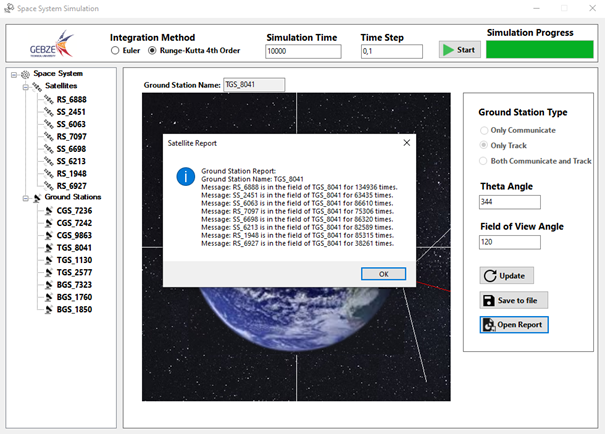 Space System Simulation
GEBZE
TECHNICAL UNIVERSITY
Integration Method
Euler
Runge-Kutta 4th Order
Simulation Time
10000
Time Step
0,1
Start
Simulation Progress
Space System
Satellites
RS_6888
SS_2451
SS_6063
RS_7097
SS_6698
SS_6213
RS_1948
RS_6927
Ground Stations
CGS_7236
CGS_7242
CGS_9863
TGS_8041
TGS_1130
TGS_2577
BGS_7323
BGS_1760
BGS_1850
Ground Station Name: TGS_8041
Satellite Report
Ground Station Report:
Ground Station Name: TGS_8041
Message: RS_6888 is in the field of TGS_8041 for 134936 times.
Message: SS_2451 is in the field of TGS_8041 for 63435 times.
Message: SS_6063 is in the field of TGS_8041 for 86610 times.
Message: RS_7097 is in the field of TGS_8041 for 75306 times.
Message: SS_6698 is in the field of TGS_8041 for 86320 times.
Message: SS_6213 is in the field of TGS_8041 for 82589 times.
Message: RS_1948 is in the field of TGS_8041 for 85315 times.
Message: RS_6927 is in the field of TGS_8041 for 38261 times.
OK
Ground Station Type
Only Communicate
Only Track
Both Communicate and Track
Theta Angle
344
Field of View Angle
120
Update
Save to file
Open Report